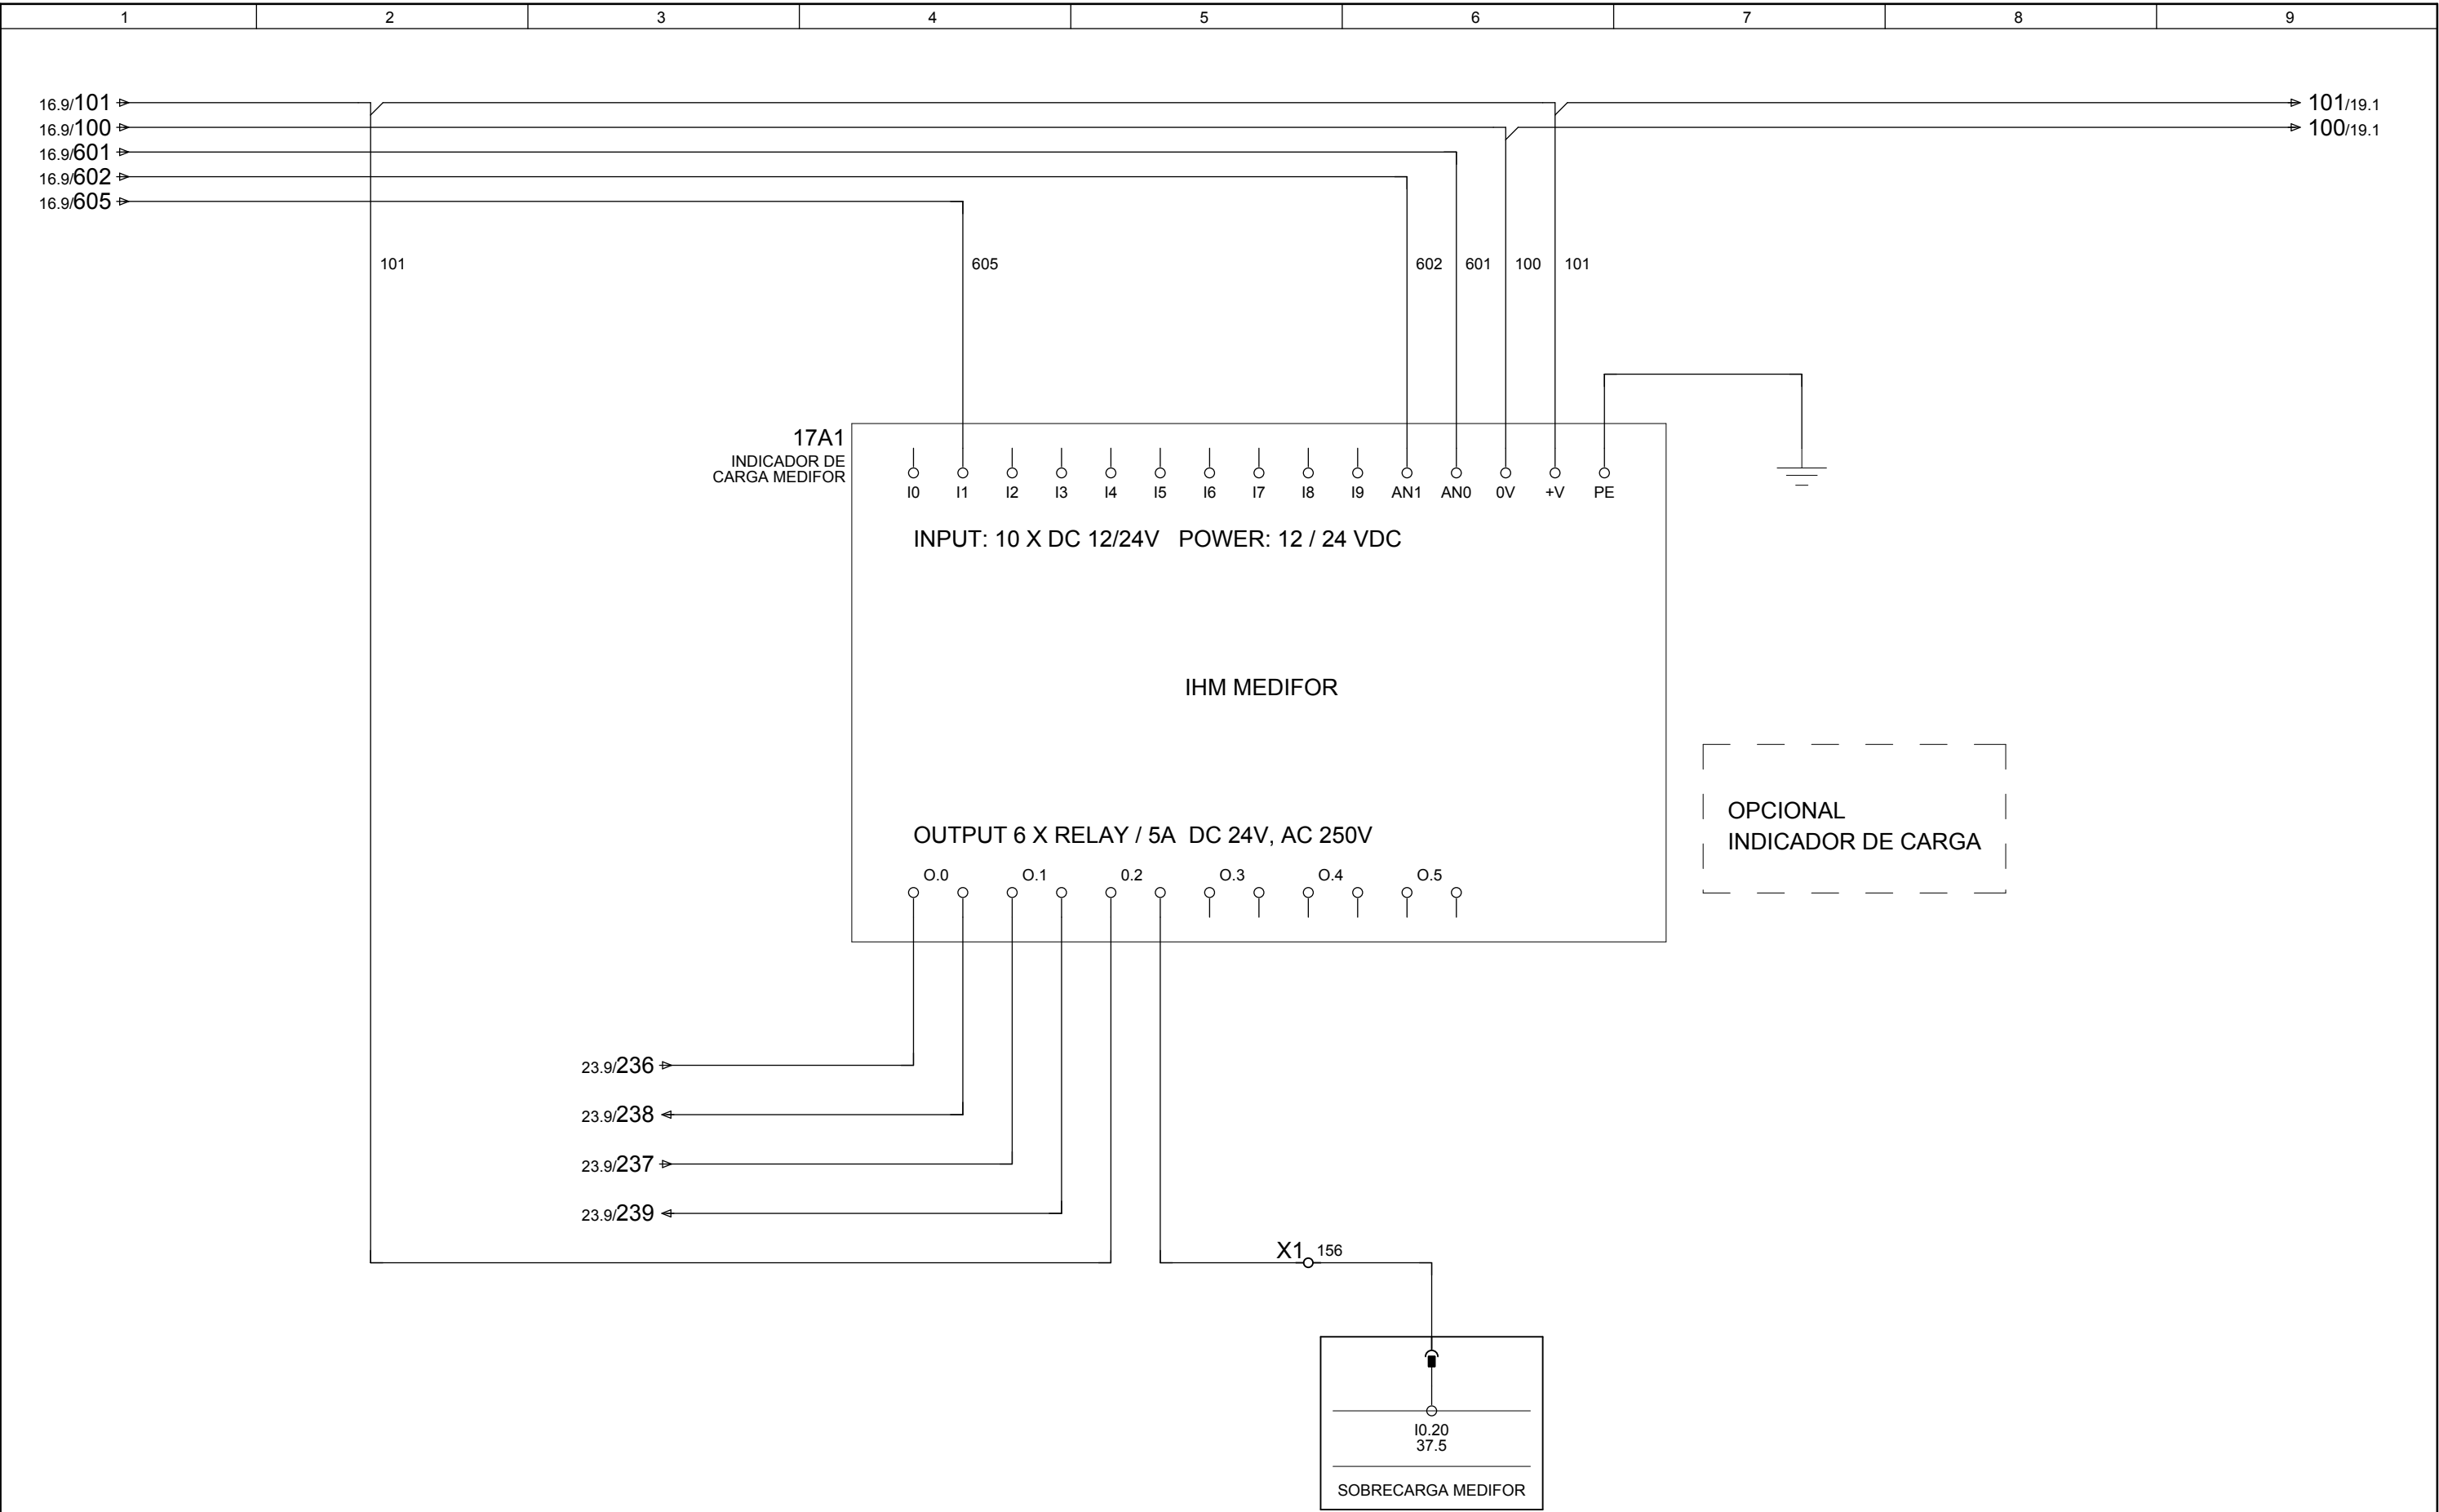 1 2 3 4 5 6 7 8 9
16.9/101 101/19.1
16.9/100 100/19.1
16.9/601
16.9/602
16.9/605
101 605 602 601 100 101
17A1
INDICADOR DE
CARGA MEDIFOR
I0 I1 I2 I3 I4 I5 I6 I7 I8 I9 AN1 AN0 0V +V PE
INPUT: 10 X DC 12/24V POWER: 12 / 24 VDC
IHM MEDIFOR
OPCIONAL
INDICADOR DE CARGA
OUTPUT 6 X RELAY / 5A DC 24V, AC 250V
O.0 O.1 0.2 O.3 O.4 O.5
23.9/236
23.9/238
23.9/237
23.9/239
X1 156
I0.20
37.5
SOBRECARGA MEDIFOR